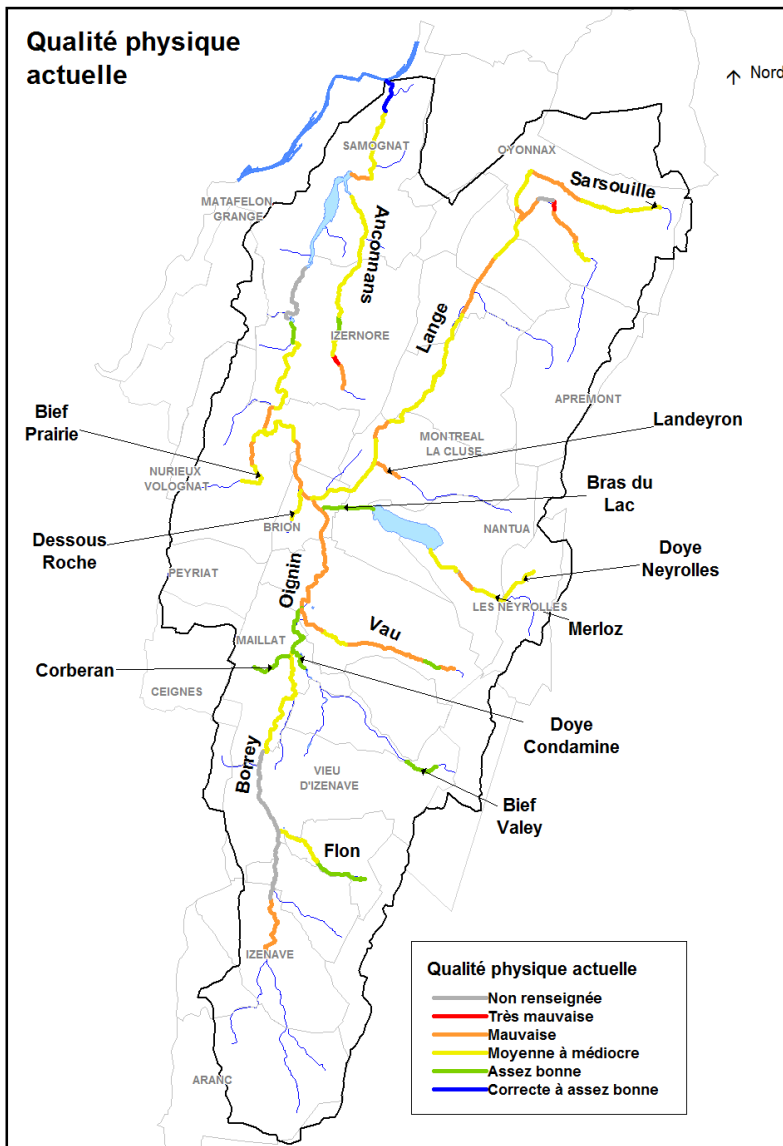 Qualité physique
actuelle
Nord
SAMOGNAT
OYONNAX
Sarsouille
MATAFELON
GRANGE
Anconnans
Lange
IZERNORE
APREMONT
Bief
Prairie
Landeyron
MONTREAL
LA CLUSE
NURIEUX
VOLOGNAT
Bras du
Lac
NANTUA
BRION
Dessous
Roche
Doye
Neyrolles
PEYRIAT
Oignin
LES NEYROLLES
Merloz
Vau
MAILLAT
Corberan
CEIGNES
Doye
Condamine
Borrey
VIEU
D'IZENAVE
Bief
Valey
Flon
IZENAVE
ARANC
Qualité physique actuelle
Non renseignée
Très mauvaise
Mauvaise
Moyenne à médiocre
Assez bonne
Correcte à assez bonne